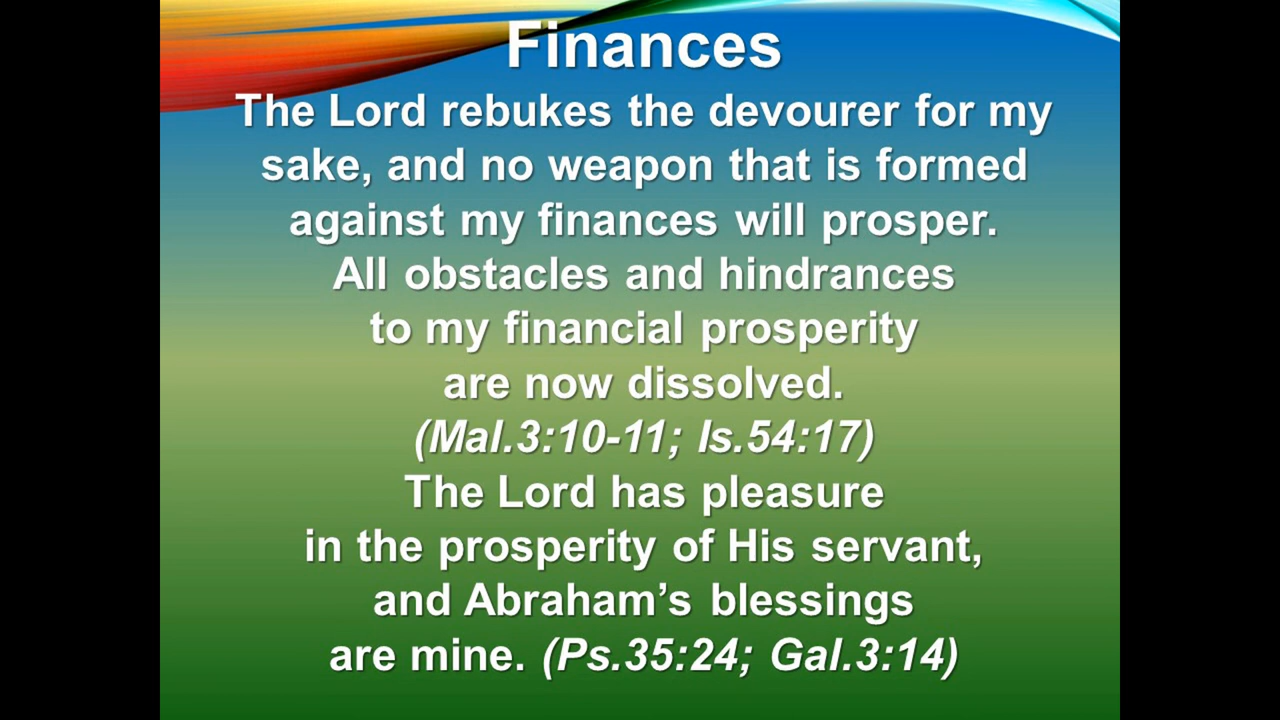 Finances
The Lord rebukes the devourer for my
sake, and no weapon that is formed
against my finances will prosper.
All obstacles and hindrances
to my financial prosperity
are now dissolved.
(Mal.3:10-11; Is.54:17)
The Lord has pleasure
in the prosperity of His servant,
and Abraham’s blessings
are mine. (Ps.35:24; Gal.3:14)